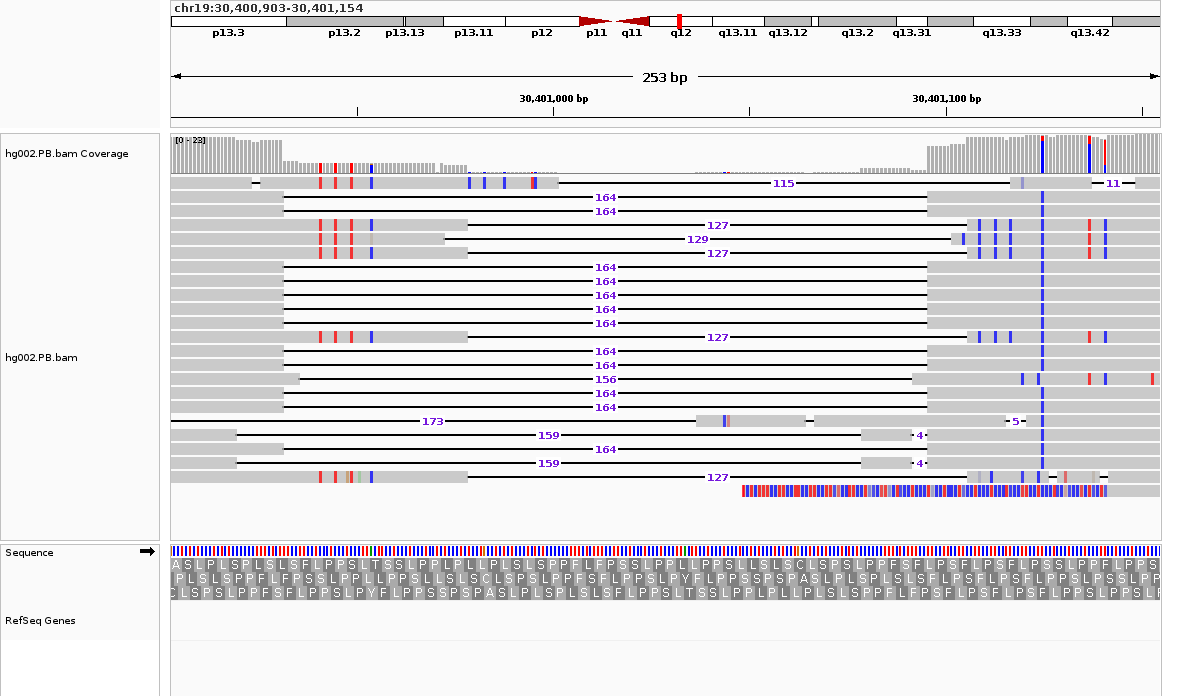 chr19:30,400,903-30,401,154
p13.3 p13.2 p13.13 p13.11 p12 p11 q11 q12 q13.11 q13.12 q13.2 q13.31 q13.33 q13.42
253 bp
30,401,000 bp 30,401,100 bp
hg002.PB.bam Coverage
[0 - 23]
115 11
164
164
127
129
127
164
164
164
164
164
127
164
164
156
164
164
173 5
159 4
164
159 4
127
hg002.PB.bam
Sequence
RefSeq Genes